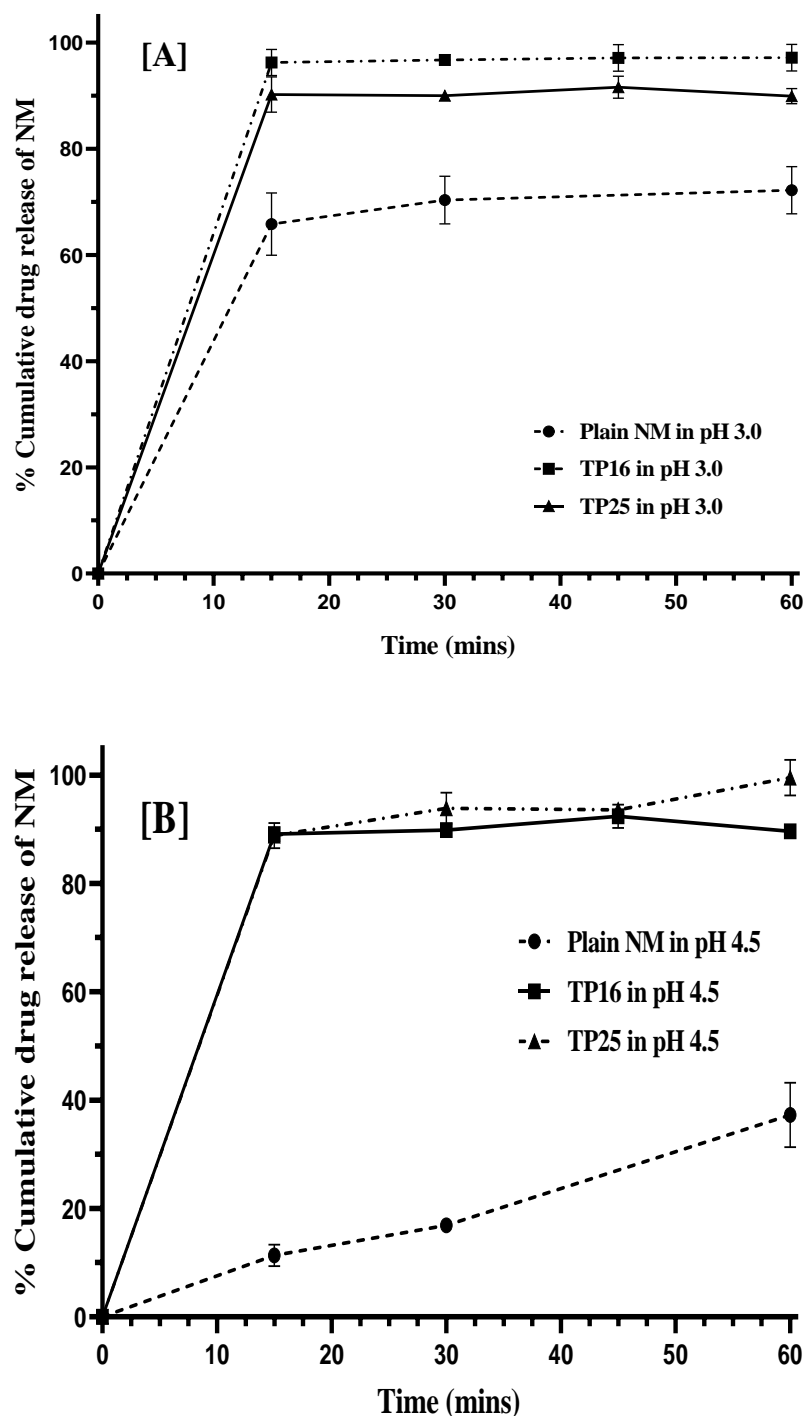 [A]
% Cumulative drug release of NM
100
80
60
40
20
0
Plain NM in pH 3.0
TP16 in pH 3.0
TP25 in pH 3.0
0 10 20 30 40 50 60
Time (mins)
[B]
% Cumulative drug release of NM
100
80
60
40
20
0
Plain NM in pH 4.5
TP16 in pH 4.5
TP25 in pH 4.5
0 10 20 30 40 50 60
Time (mins)